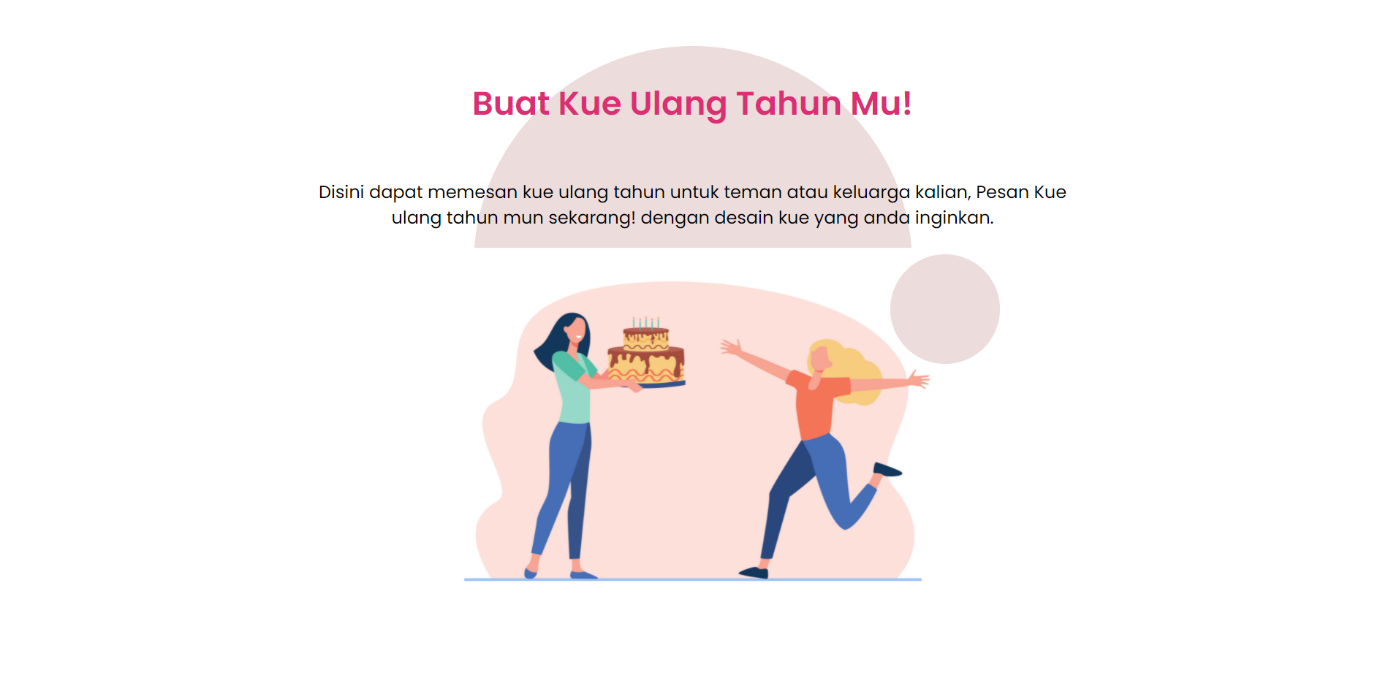 Buat Kue Ulang Tahun Mu!
Disini dapat memesan kue ulang tahun untuk teman atau keluarga kalian, Pesan Kue
ulang tahun mun sekarang! dengan desain kue yang anda inginkan.